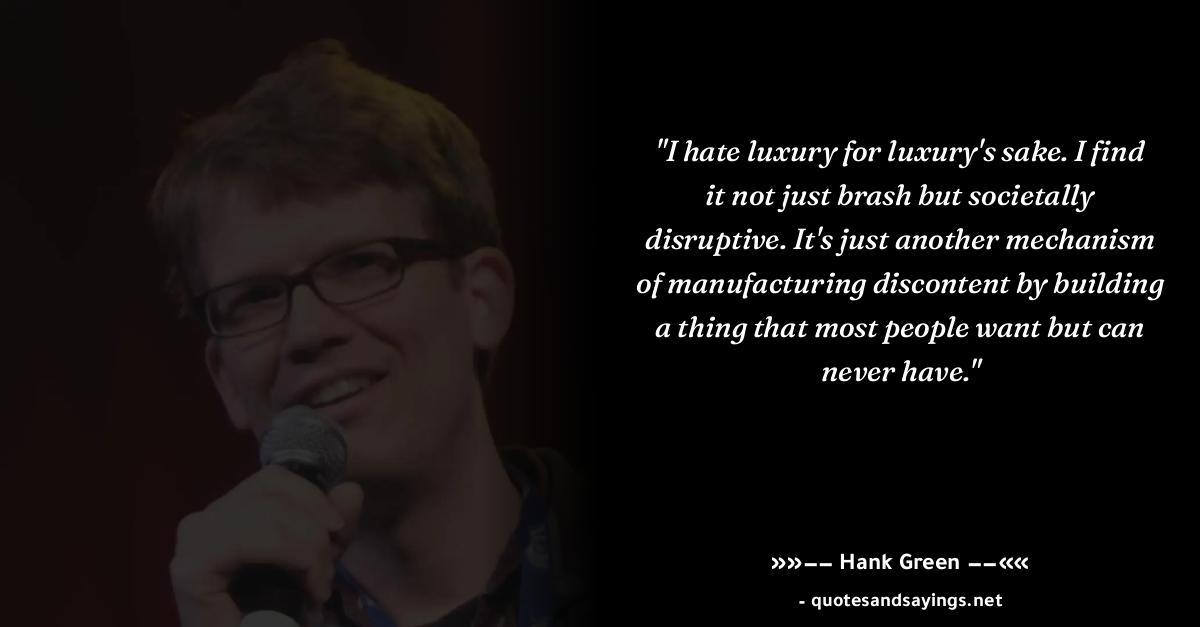 "I hate luxury for luxury's sake. I find
it not just brash but societally
disruptive. It's just another mechanism
of manufacturing discontent by building
a thing that most people want but can
never have."
»»−− Hank Green −−««
- quotesandsayings.net